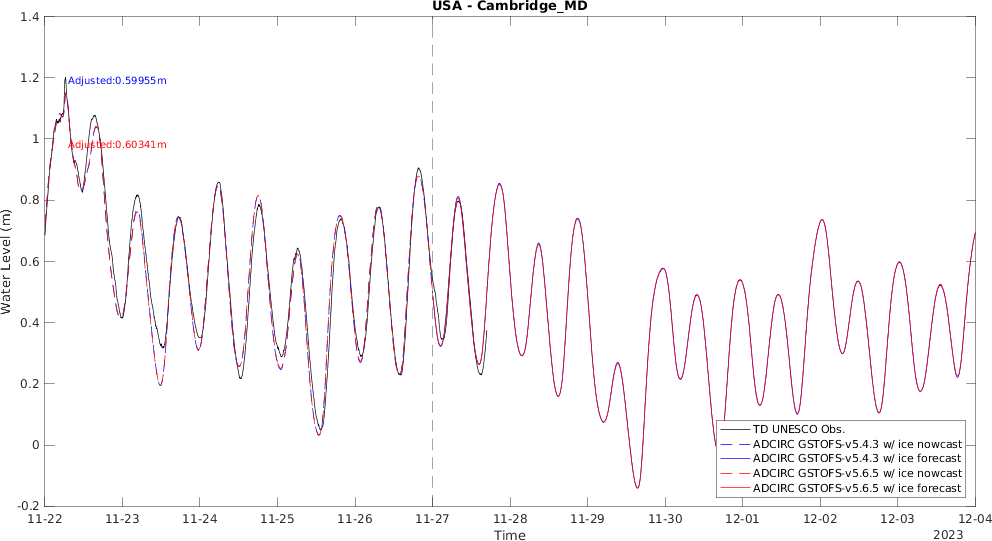 USA - Cambridge_MD
1.4
1.2
1
0.8
0.6
0.4
0.2
0
-0.2
Water Level (m)
Adjusted:0.59955m
Adjusted:0.60341m
TD UNESCO Obs.
ADCIRC GSTOFS-v5.4.3 w/ ice nowcast
ADCIRC GSTOFS-v5.4.3 w/ ice forecast
ADCIRC GSTOFS-v5.6.5 w/ ice nowcast
ADCIRC GSTOFS-v5.6.5 w/ ice forecast
11-22 11-23 11-24 11-25 11-26 11-27 11-28 11-29 11-30 12-01 12-02 12-03 12-04
Time
2023